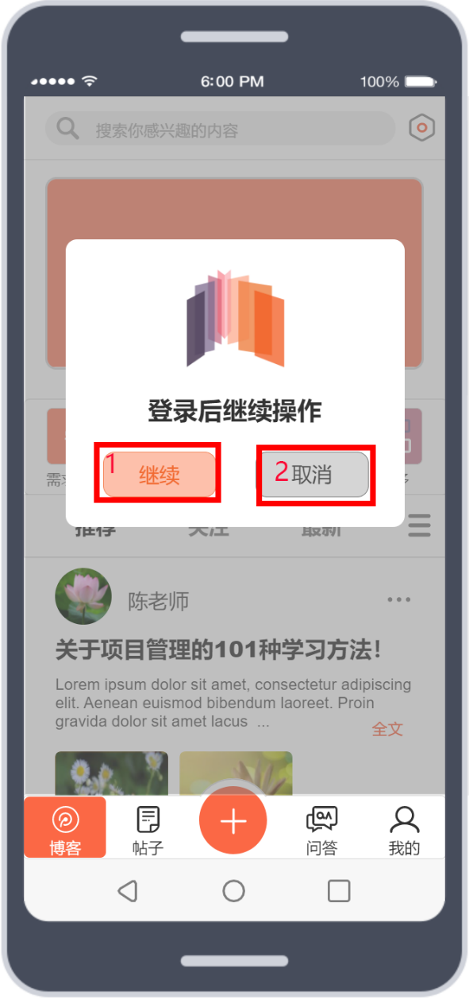 6:00 PM 100%
搜索你感兴趣的内容
登录后继续操作
1 继续 2 取消
需
推荐 关注 最新
陈老师
关于项目管理的101种学习方法！
Lorem ipsum dolor sit amet, consectetur adipiscing
elit. Aenean euismod bibendum laoreet. Proin
gravida dolor sit amet lacus ...
全文
博客 帖子 问答 我的